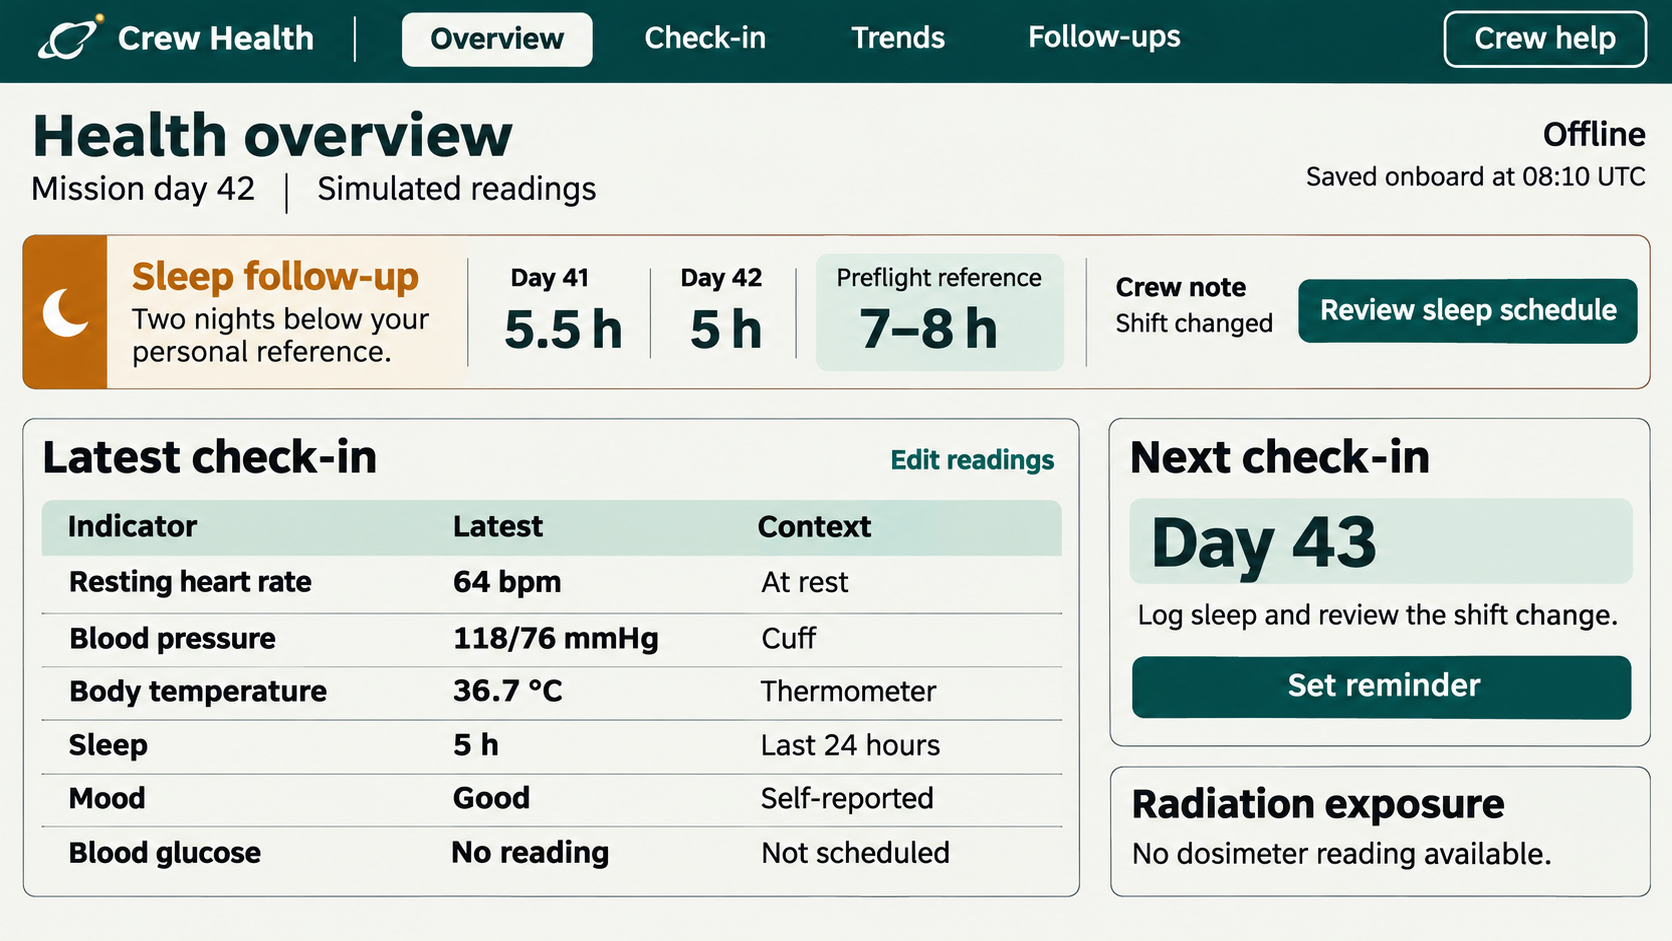 Crew Health
Overview
Check-in
Trends
Follow-ups
Crew help
Health overview
Mission day 42 | Simulated readings
Offline
Saved onboard at 08:10 UTC
Sleep follow-up
Two nights below your
personal reference.
Day 41
5.5 h
Day 42
5 h
Preflight reference
7–8 h
Crew note
Shift changed
Review sleep schedule
Latest check-in
Edit readings
Indicator Latest Context
Resting heart rate 64 bpm At rest
Blood pressure 118/76 mmHg Cuff
Body temperature 36.7 °C Thermometer
Sleep 5 h Last 24 hours
Mood Good Self-reported
Blood glucose No reading Not scheduled
Next check-in
Day 43
Log sleep and review the shift change.
Set reminder
Radiation exposure
No dosimeter reading available.